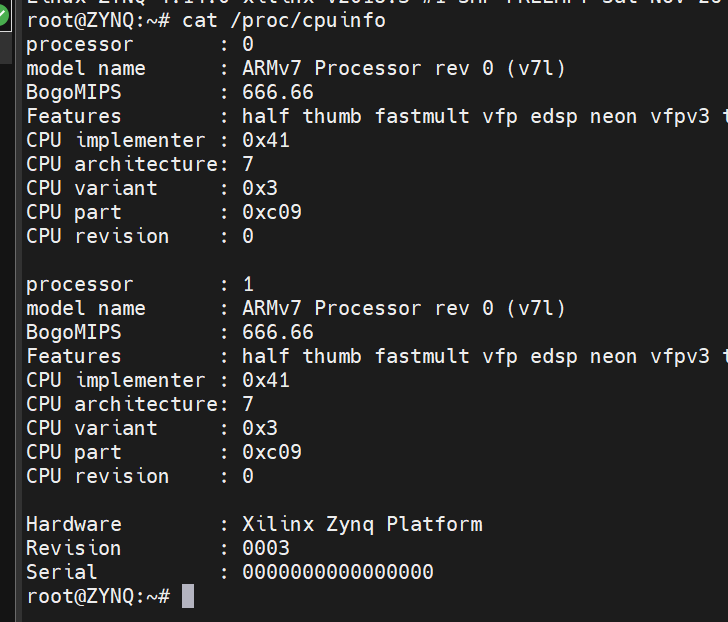 root@ZYNQ:~# cat /proc/cpuinfo
processor       : 0
model name      : ARMv7 Processor rev 0 (v7l)
BogoMIPS        : 666.66
Features        : half thumb fastmult vfp edsp neon vfpv3
CPU implementer : 0x41
CPU architecture: 7
CPU variant     : 0x3
CPU part        : 0xc09
CPU revision    : 0

processor       : 1
model name      : ARMv7 Processor rev 0 (v7l)
BogoMIPS        : 666.66
Features        : half thumb fastmult vfp edsp neon vfpv3
CPU implementer : 0x41
CPU architecture: 7
CPU variant     : 0x3
CPU part        : 0xc09
CPU revision    : 0

Hardware        : Xilinx Zynq Platform
Revision        : 0003
Serial          : 0000000000000000
root@ZYNQ:~#